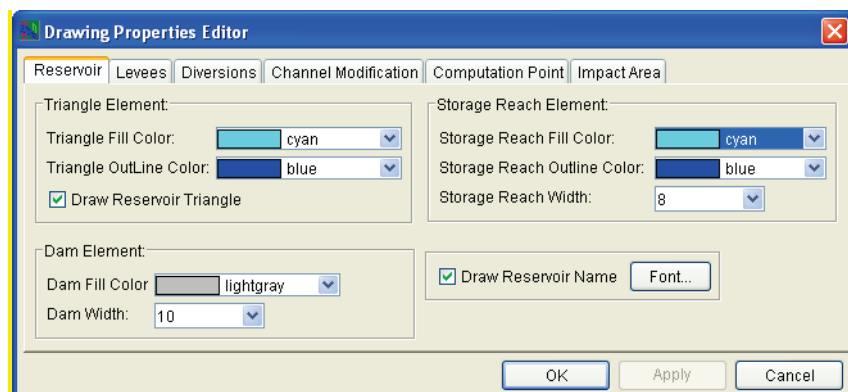 Drawing Properties Editor
Reservoir Levees Diversions Channel Modification Computation Point Impact Area
Triangle Element:
Triangle Fill Color: cyan
Triangle OutLine Color: blue
Draw Reservoir Triangle
Storage Reach Element:
Storage Reach Fill Color: cyan
Storage Reach Outline Color: blue
Storage Reach Width: 8
Dam Element:
Dam Fill Color lightgray
Dam Width: 10
Draw Reservoir Name Font...
OK Apply Cancel